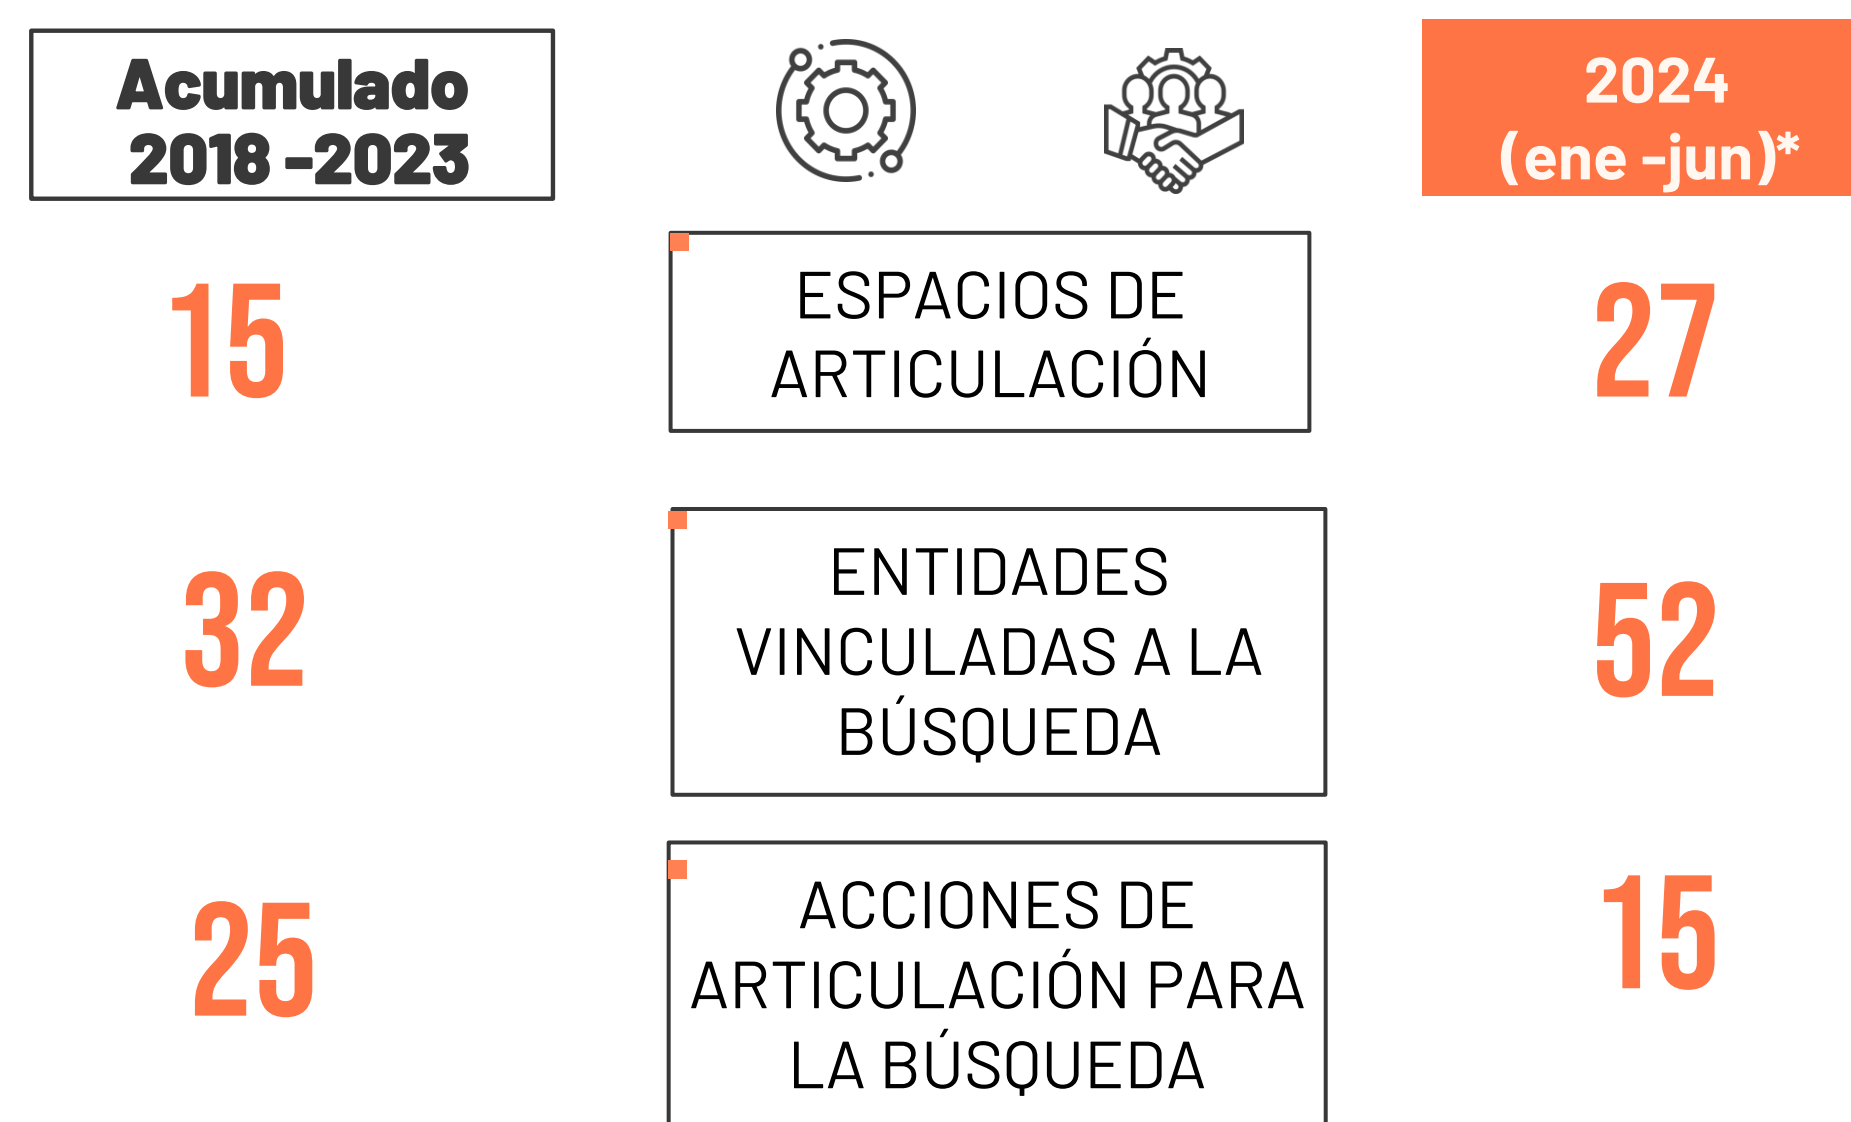 Acumulado
2018 -2023
2024
(ene -jun)*
15
ESPACIOS DE
ARTICULACIÓN
27
32
ENTIDADES
VINCULADAS A LA
BÚSQUEDA
52
25
ACCIONES DE
ARTICULACIÓN PARA
LA BÚSQUEDA
15